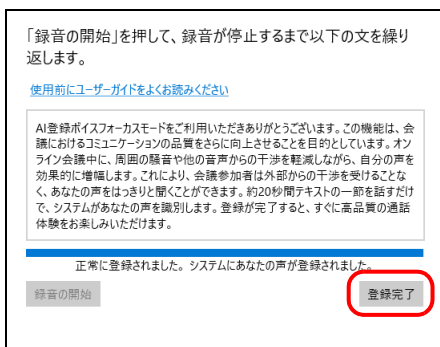 「録音の開始」を押して、録音が停止するまで以下の文を繰り
返します。
使用前にユーザーガイドをよくお読みください
AI登録ボイスフォーカスモードをご利用いただきありがとうございます。この機能は、会
議におけるコミュニケーションの品質をさらに向上させることを目的としています。オン
ライン会議中に、周囲の騒音や他の音声からの干渉を軽減しながら、自分の声を
効果的に増幅します。これにより、会議参加者は外部からの干渉を受けることな
く、あなたの声をはっきりと聞くことができます。約20秒間テキストの一節を話すだけ
で、システムがあなたの声を識別します。登録が完了すると、すぐに高品質の通話
体験をお楽しみいただけます。
正常に登録されました。システムにあなたの声が登録されました。
録音の開始
登録完了